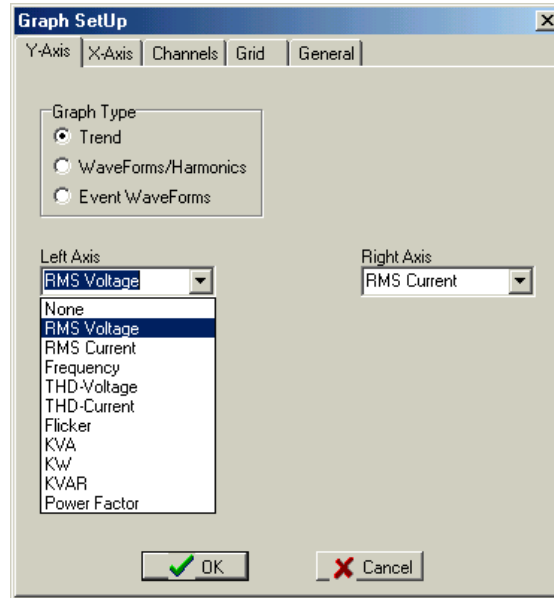 Graph SetUp
Y-Axis X-Axis Channels Grid General
Graph Type
Trend
WaveForms/Harmonics
Event WaveForms
Left Axis Right Axis
RMS Voltage RMS Current
None
RMS Voltage
RMS Current
Frequency
THD-Voltage
THD-Current
Flicker
KVA
KW
KVAR
Power Factor
OK Cancel